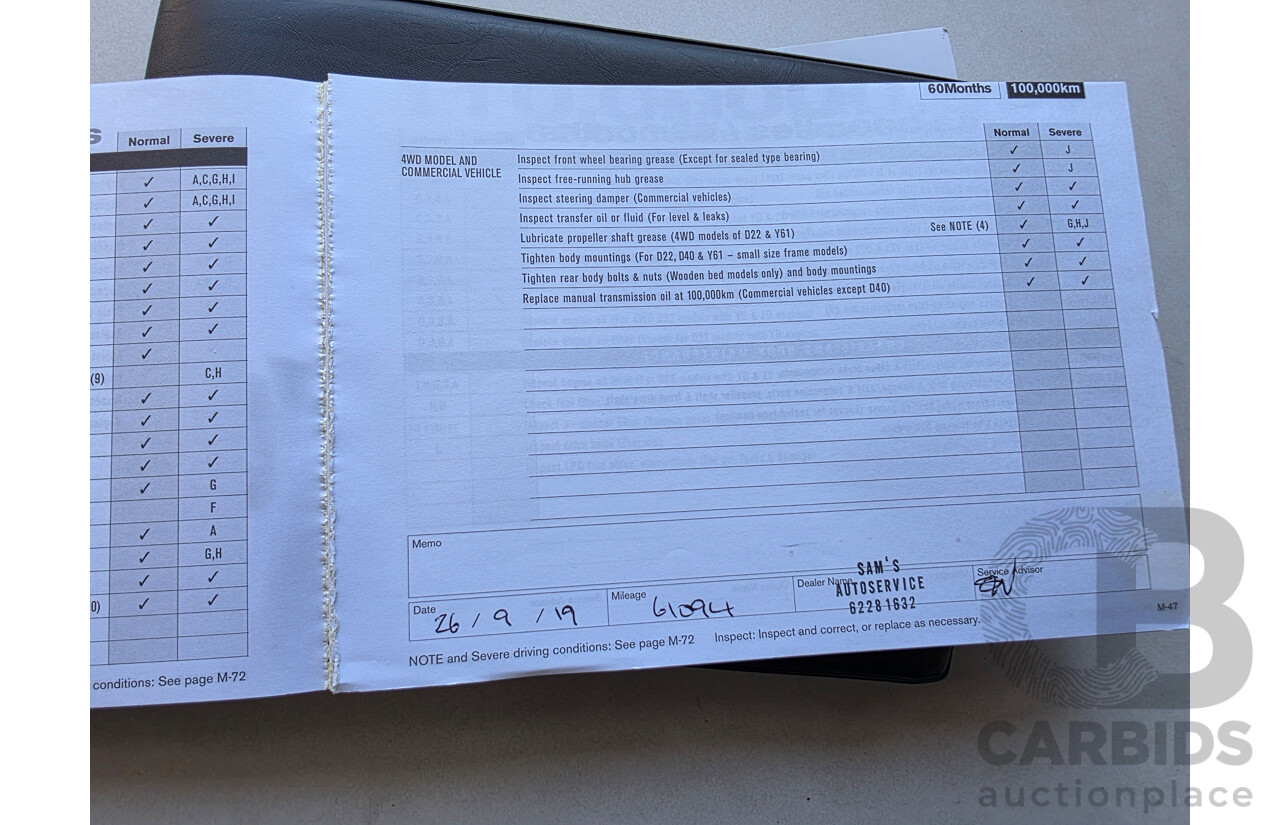 S Normal Severe
✓ A,C,G,H,I
✓ A,C,G,H,I
✓ ✓
✓ ✓
✓ ✓
✓ ✓
✓ ✓
✓ ✓
✓
(9) C,H
✓ ✓
✓ ✓
✓ ✓
✓ ✓
✓ G
F
✓ A
✓ G,H
✓ ✓
0) ✓ ✓
conditions: See page M-72
60Months 100,000km
Normal Severe
4WD MODEL AND
COMMERCIAL VEHICLE
Inspect front wheel bearing grease (Except for sealed type bearing) ✓ J
Inspect free-running hub grease ✓ J
Inspect steering damper (Commercial vehicles) ✓ ✓
Inspect transfer oil or fluid (For level & leaks) ✓ ✓
Lubricate propeller shaft grease (4WD models of D22 & Y61) See NOTE (4) ✓ G,H,J
Tighten body mountings (For D22, D40 & Y61 – small size frame models) ✓ ✓
Tighten rear body bolts & nuts (Wooden bed models only) and body mountings ✓ ✓
Replace manual transmission oil at 100,000km (Commercial vehicles except D40) ✓ ✓
Memo
Date 26 / 9 / 19
Mileage 61094
Dealer Name
SAM'S
AUTOSERVICE
62281632
Service Advisor
NOTE and Severe driving conditions: See page M-72 Inspect: Inspect and correct, or replace as necessary.
M-47
CARBIDS
auctionplace